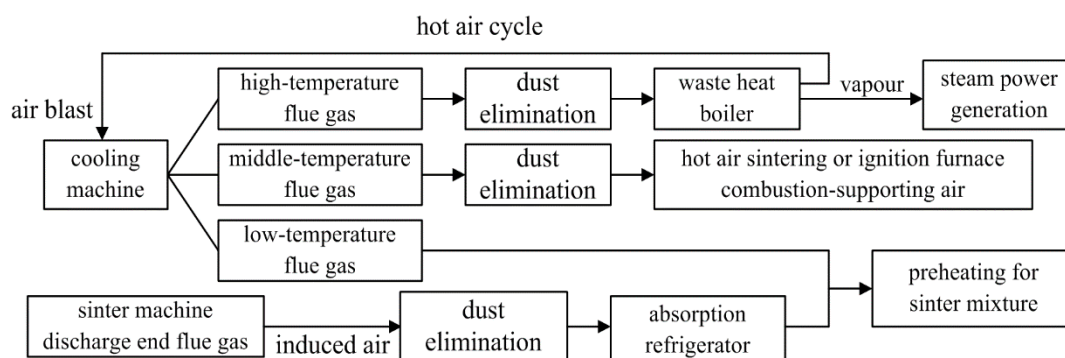 hot air cycle
air blast
high-temperature
flue gas
dust
elimination
waste heat
boiler
vapour
steam power
generation
cooling
machine
middle-temperature
flue gas
dust
elimination
hot air sintering or ignition furnace
combustion-supporting air
low-temperature
flue gas
preheating for
sinter mixture
sinter machine
discharge end flue gas
induced air
dust
elimination
absorption
refrigerator